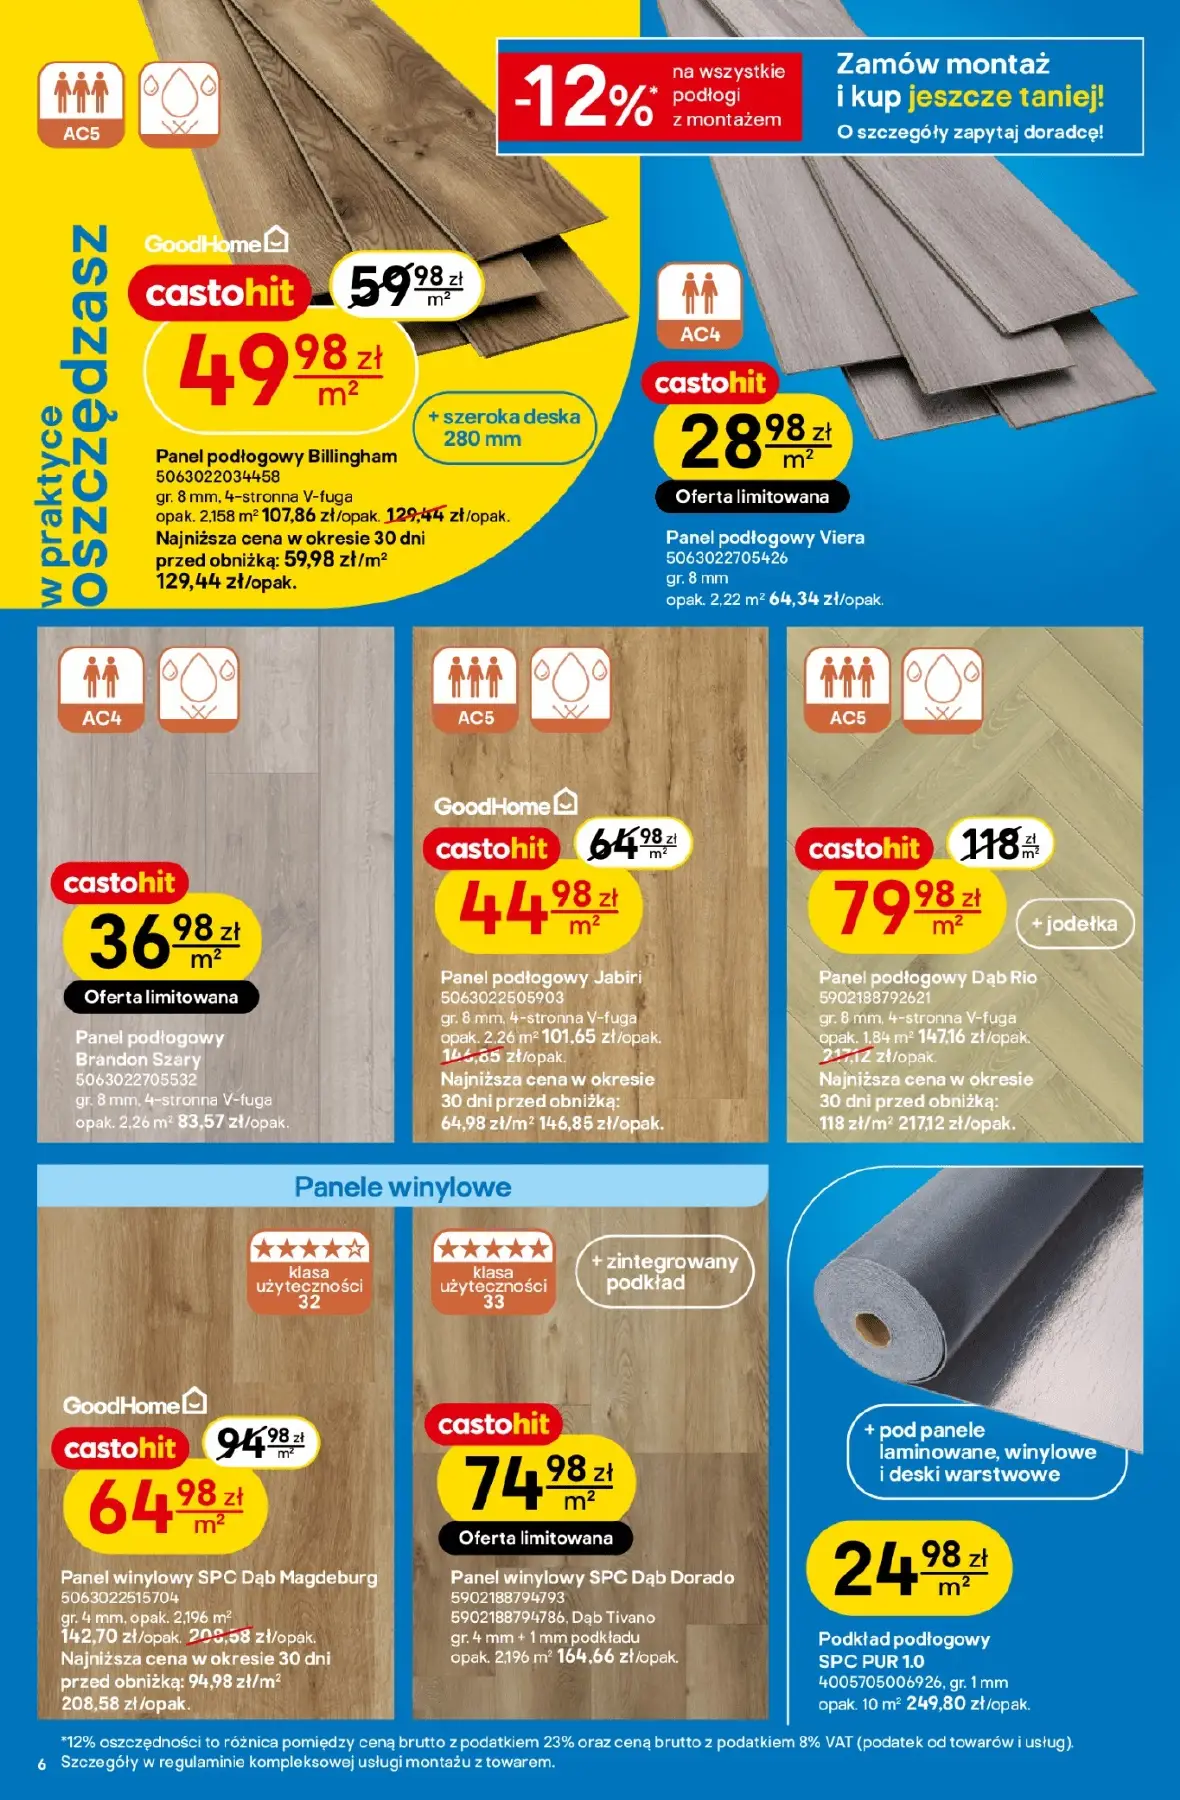 -12%*
na wszystkie
podłogi
z montażem
Zamów montaż
i kup jeszcze taniej!
O szczegóły zapytaj doradcę!
AC5
w praktyce
oszczędzasz
GoodHome
castohit
59,98 zł
m²
49,98 zł
m²
+ szeroka deska
280 mm
Panel podłogowy Billingham
5063022034458
gr. 8 mm, 4-stronna V-fuga
opak. 2,158 m² 107,86 zł/opak. 129,44 zł/opak.
Najniższa cena w okresie 30 dni
przed obniżką: 59,98 zł/m²
129,44 zł/opak.
AC4
castohit
28,98 zł
m²
Oferta limitowana
Panel podłogowy Viera
5063022705426
gr. 8 mm
opak. 2,22 m² 64,34 zł/opak.
AC4
castohit
36,98 zł
m²
Oferta limitowana
Panel podłogowy
Brandon Szary
5063022705532
gr. 8 mm, 4-stronna V-fuga
opak. 2,26 m² 83,57 zł/opak.
AC5
GoodHome
castohit
64,98 zł
m²
44,98 zł
m²
Panel podłogowy Jabiri
5063022505903
gr. 8 mm, 4-stronna V-fuga
opak. 2,26 m² 101,65 zł/opak.
146,85 zł/opak.
Najniższa cena w okresie
30 dni przed obniżką:
64,98 zł/m² 146,85 zł/opak.
AC5
castohit
118 zł
m²
79,98 zł
m²
+ jodełka
Panel podłogowy Dąb Rio
5902188792621
gr. 8 mm, 4-stronna V-fuga
opak. 1,84 m² 147,16 zł/opak.
217,12 zł/opak.
Najniższa cena w okresie
30 dni przed obniżką:
118 zł/m² 217,12 zł/opak.
Panele winylowe
klasa
użyteczności
32
GoodHome
castohit
94,98 zł
m²
64,98 zł
m²
Panel winylowy SPC Dąb Magdeburg
5063022515704
gr. 4 mm, opak. 2,196 m²
142,70 zł/opak. 208,58 zł/opak.
Najniższa cena w okresie 30 dni
przed obniżką: 94,98 zł/m²
208,58 zł/opak.
klasa
użyteczności
33
+ zintegrowany
podkład
castohit
74,98 zł
m²
Oferta limitowana
Panel winylowy SPC Dąb Dorado
5902188794793
5902188794786, Dąb Tivano
gr. 4 mm + 1 mm podkładu
opak. 2,196 m² 164,66 zł/opak.
+ pod panele
laminowane, winylowe
i deski warstwowe
24,98 zł
m²
Podkład podłogowy
SPC PUR 1.0
4005705006926, gr. 1 mm
opak. 10 m² 249,80 zł/opak.
*12% oszczędności to różnica pomiędzy ceną brutto z podatkiem 23% oraz ceną brutto z podatkiem 8% VAT (podatek od towarów i usług).
6 Szczegóły w regulaminie kompleksowej usługi montażu z towarem.